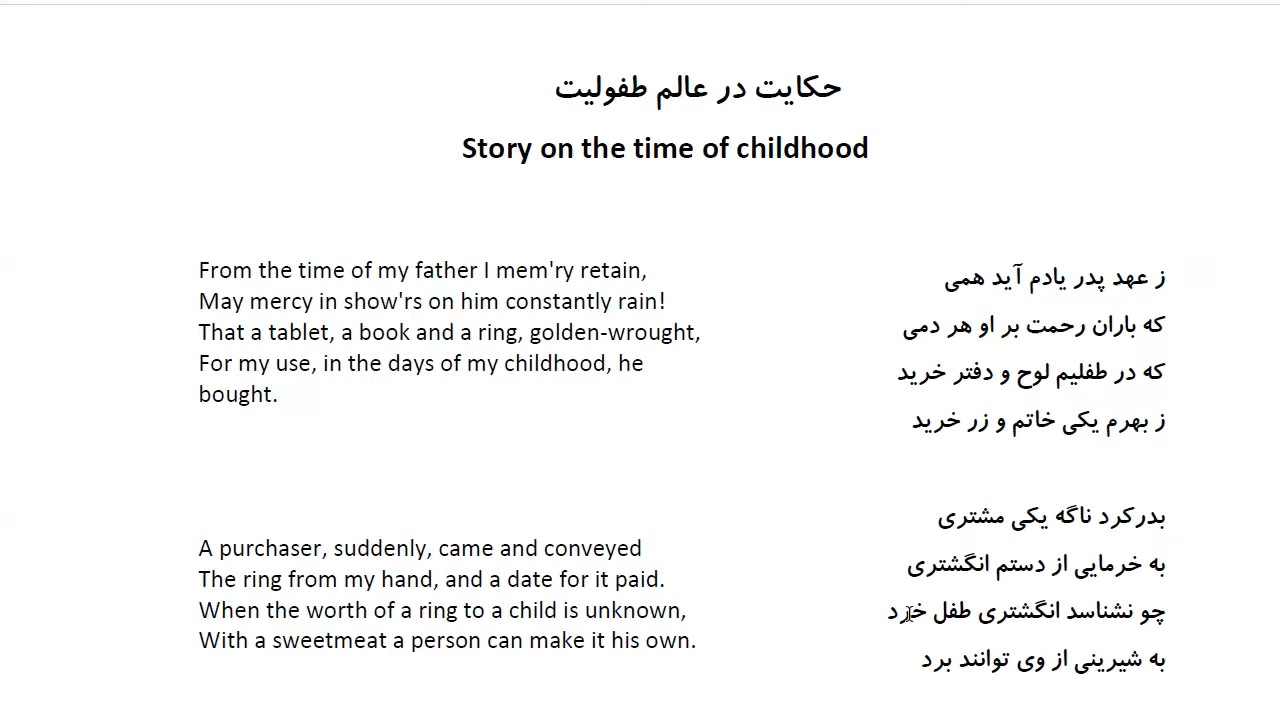 حکایت در عالم طفولیت
Story on the time of childhood
From the time of my father I mem'ry retain,
May mercy in show'rs on him constantly rain!
That a tablet, a book and a ring, golden-wrought,
For my use, in the days of my childhood, he
bought.
ز عهد پدر یادم آید همی
که باران رحمت بر او هر دمی
که در طفلیم لوح و دفتر خرید
ز بهرم یکی خاتم و زر خرید
A purchaser, suddenly, came and conveyed
The ring from my hand, and a date for it paid.
When the worth of a ring to a child is unknown,
With a sweetmeat a person can make it his own.
بدرکرد ناگه یکی مشتری
به خرمایی از دستم انگشتری
چو نشناسد انگشتری طفل خرد
به شیرینی از وی توانند برد